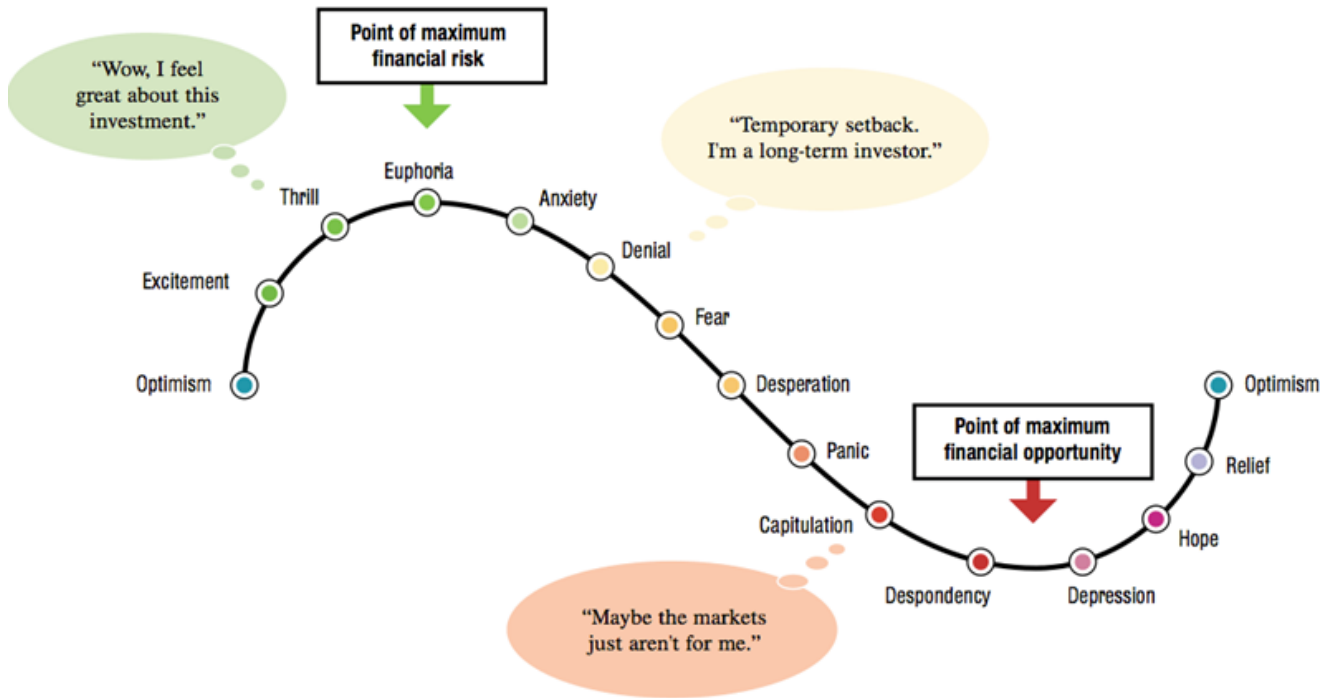 Point of maximum
financial risk
“Wow, I feel
great about this
investment.”
“Temporary setback.
I'm a long-term investor.”
Euphoria
Thrill
Anxiety
Denial
Excitement
Fear
Optimism
Desperation
Optimism
Point of maximum
financial opportunity
Panic
Relief
Capitulation
Hope
Despondency
Depression
“Maybe the markets
just aren't for me.”